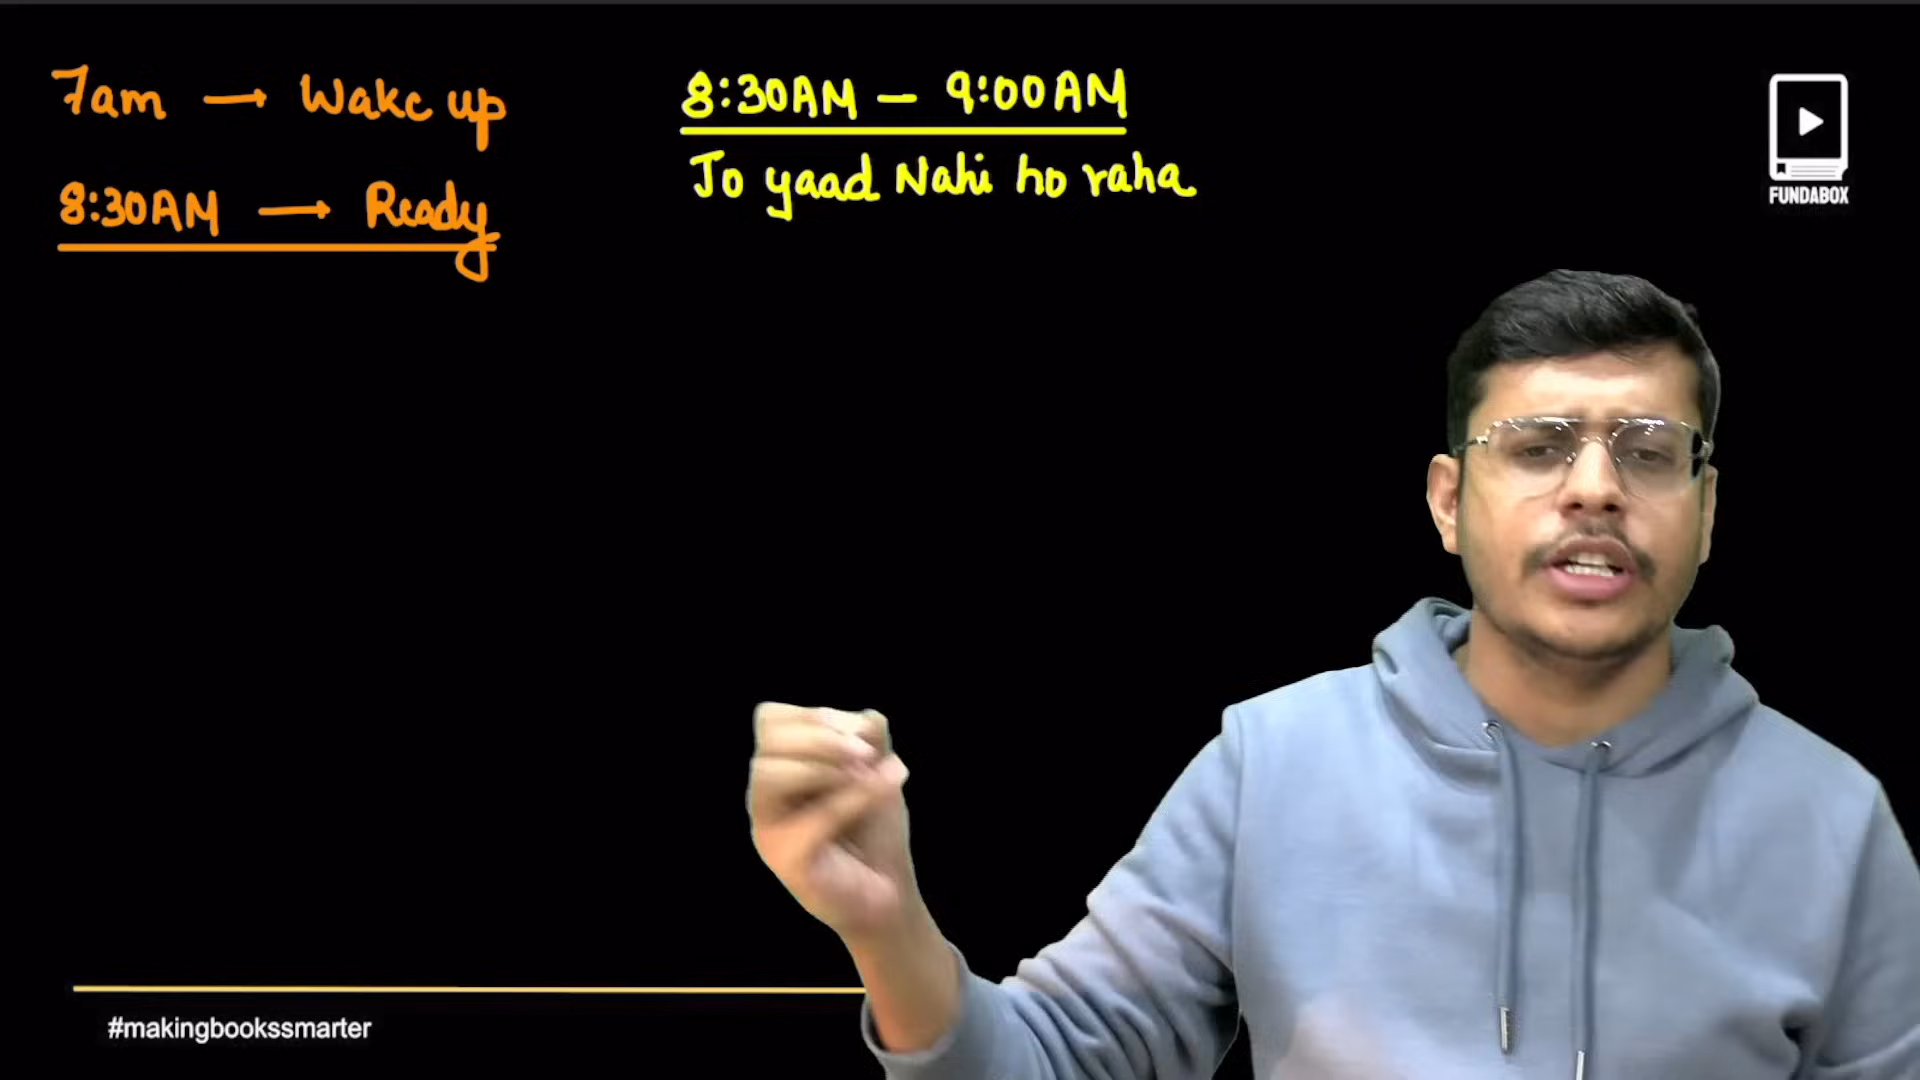 7am → Wake up
8:30AM → Ready
8:30AM – 9:00AM
Jo yaad Nahi ho raha
FUNDABOX
#makingbookssmarter